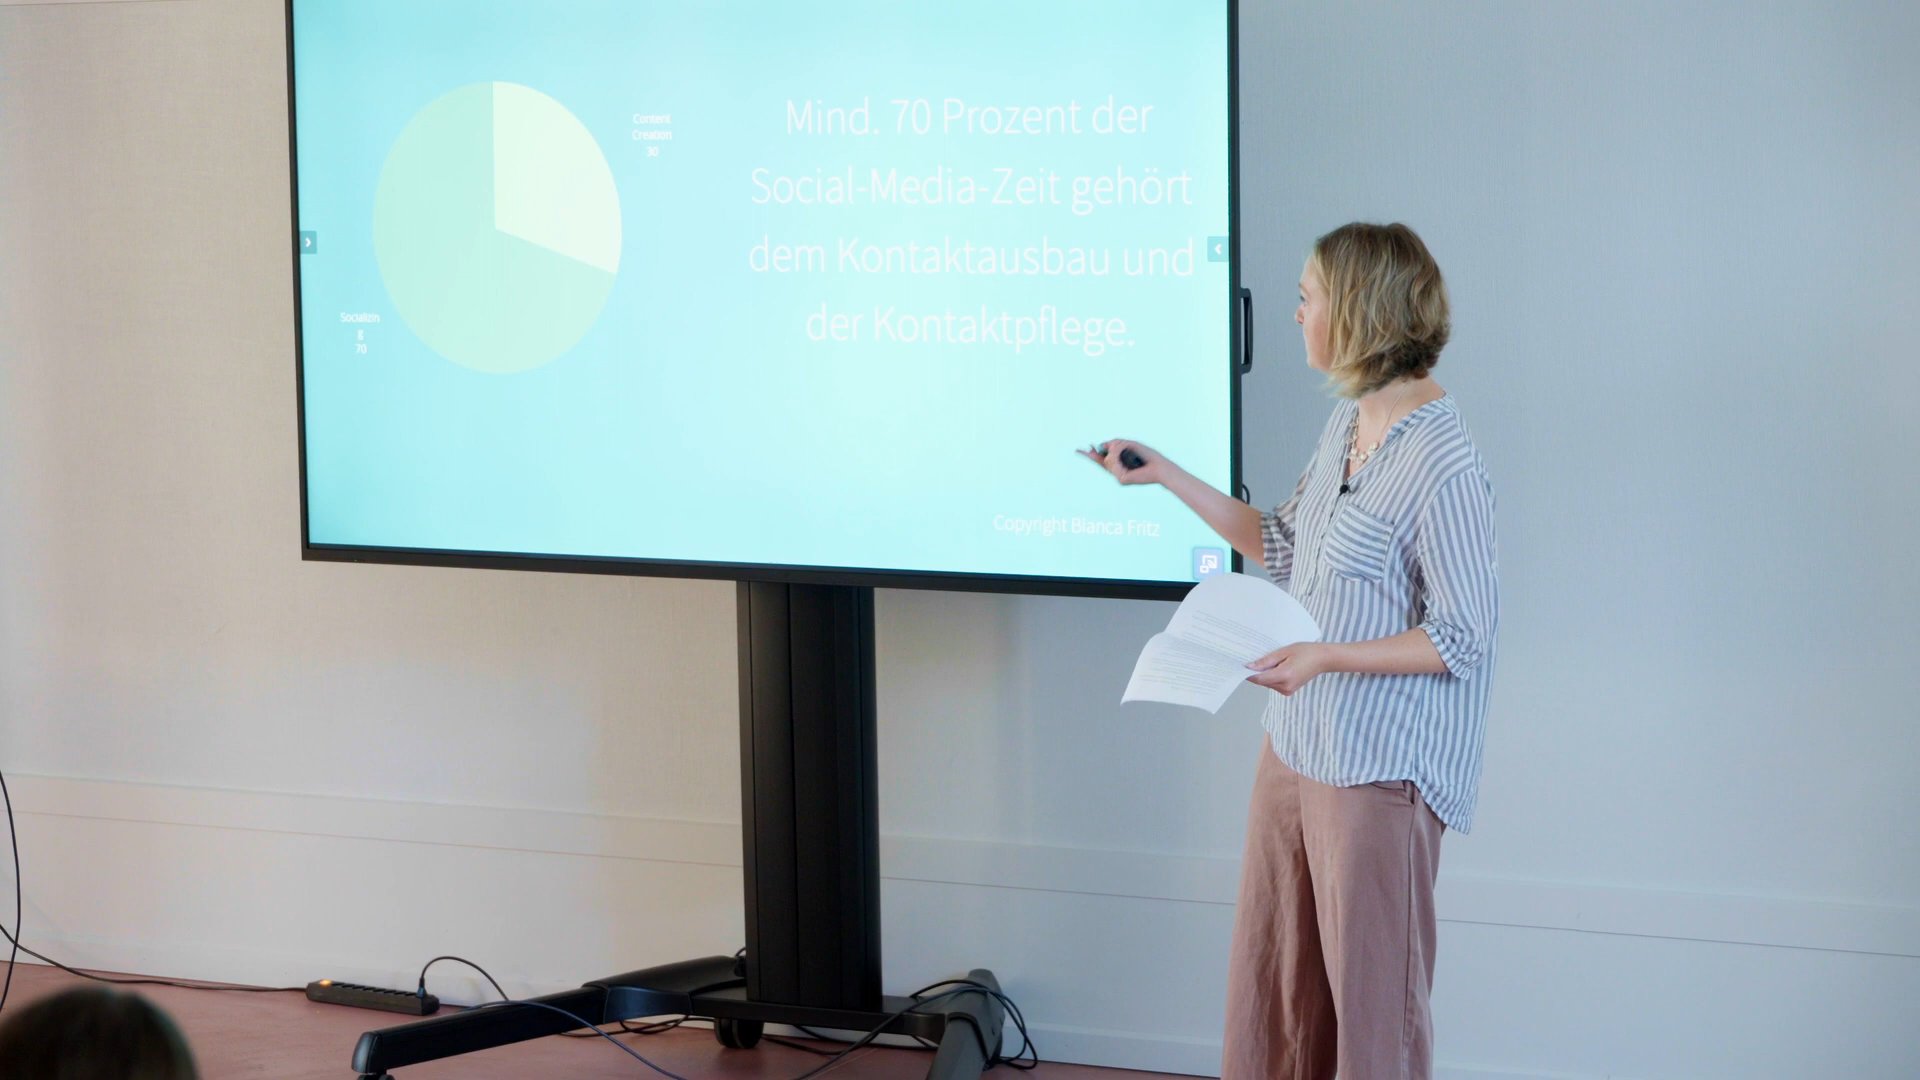 Content
Creation
30
Socializin
g
70
Mind. 70 Prozent der
Social-Media-Zeit gehört
dem Kontaktausbau und
der Kontaktpflege.
Copyright Bianca Fritz